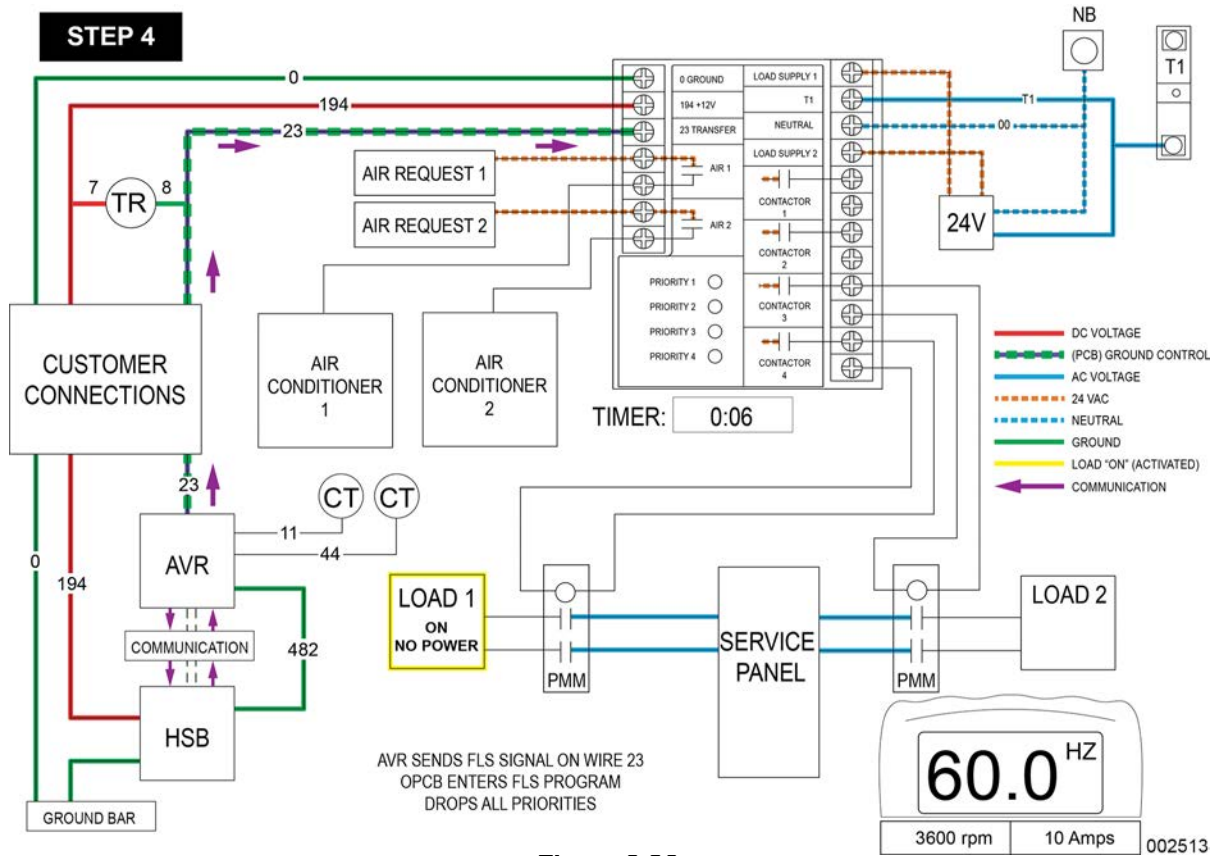 STEP 4
NB
T1
0
194
23
7
TR
8
AIR REQUEST 1
AIR REQUEST 2
0 GROUND
194 +12V
23 TRANSFER
AIR 1
AIR 2
PRIORITY 1
PRIORITY 2
PRIORITY 3
PRIORITY 4
LOAD SUPPLY 1
T1
NEUTRAL
LOAD SUPPLY 2
CONTACTOR
1
CONTACTOR
2
CONTACTOR
3
CONTACTOR
4
T1
00
24V
CUSTOMER
CONNECTIONS
AIR
CONDITIONER
1
AIR
CONDITIONER
2
TIMER: 0:06
DC VOLTAGE
(PCB) GROUND CONTROL
AC VOLTAGE
24 VAC
NEUTRAL
GROUND
LOAD "ON" (ACTIVATED)
COMMUNICATION
23
CT
CT
11
44
AVR
0
194
COMMUNICATION
482
HSB
GROUND BAR
LOAD 1
ON
NO POWER
PMM
SERVICE
PANEL
PMM
LOAD 2
AVR SENDS FLS SIGNAL ON WIRE 23
OPCB ENTERS FLS PROGRAM
DROPS ALL PRIORITIES
60.0 HZ
3600 rpm
10 Amps
002513